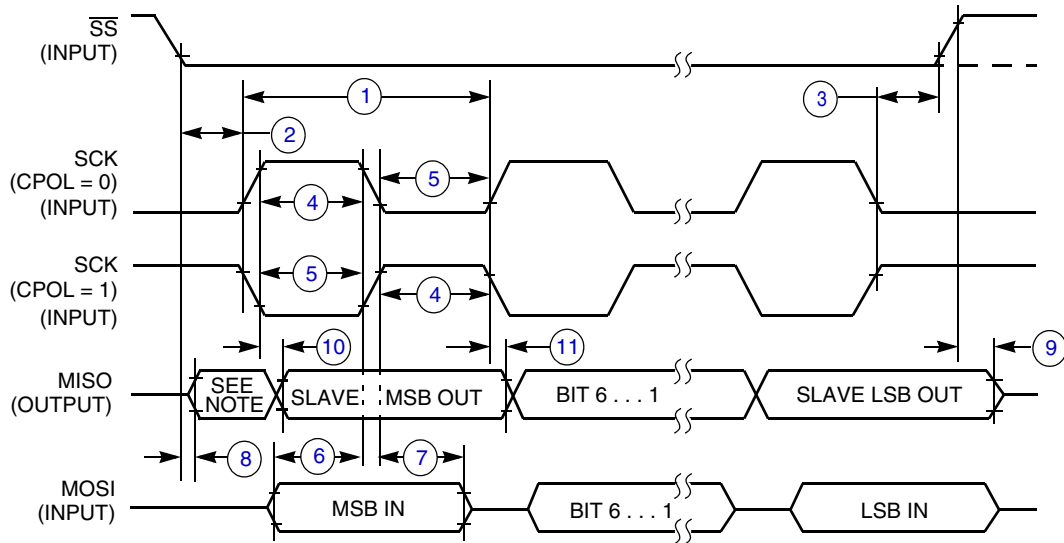 SS
(INPUT)
1
3
2
SCK
(CPOL = 0)
(INPUT)
5
4
SCK
(CPOL = 1)
(INPUT)
5
4
10
11
9
MISO
(OUTPUT)
SEE
NOTE
SLAVE
MSB OUT
BIT 6 . . . 1
SLAVE LSB OUT
8
6
7
MOSI
(INPUT)
MSB IN
BIT 6 . . . 1
LSB IN